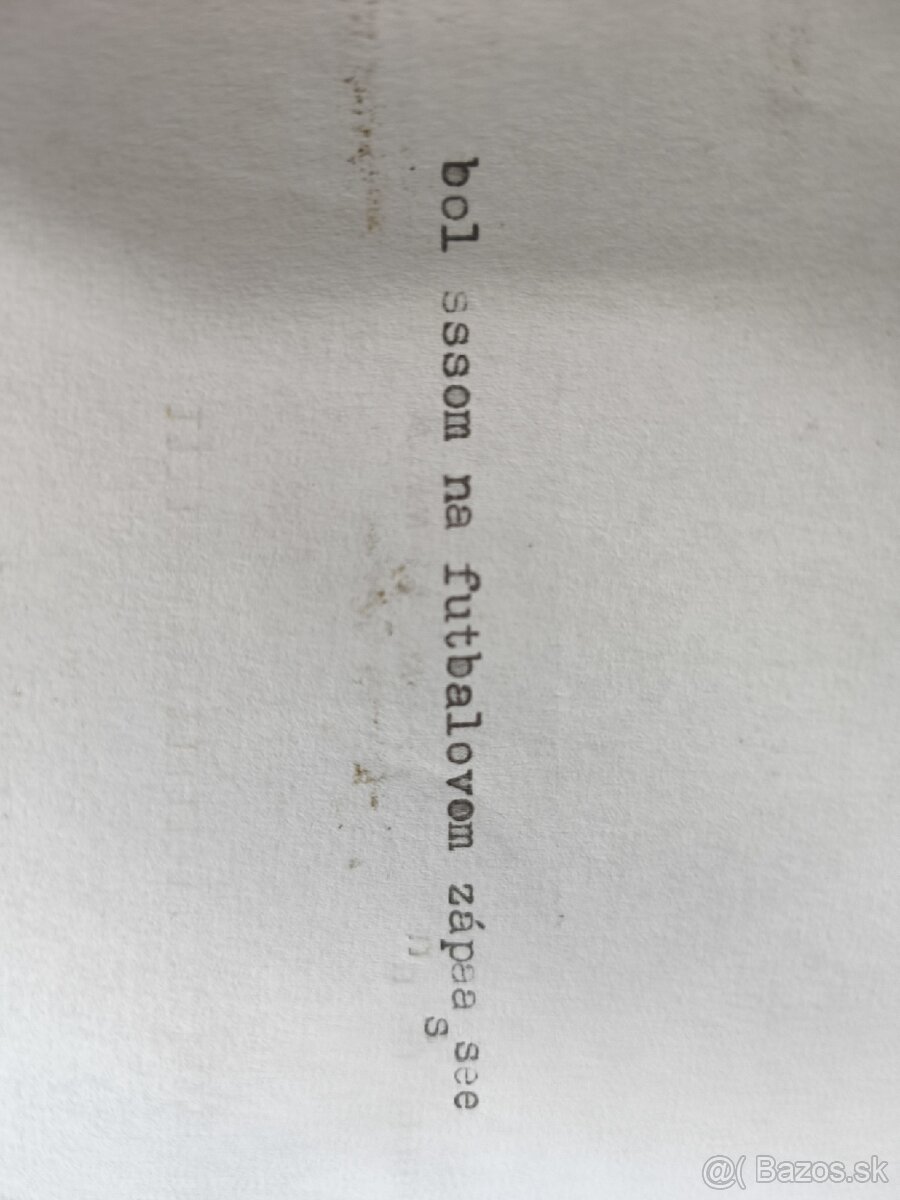 bol sssom na futbalovom zápaa see
s
@( Bazos.sk